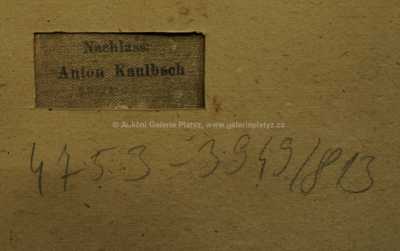 Nachlass:
Anton Kaulbach
© Aukční Galerie Platýz, www.galerieplatyz.cz
4753-3949/813